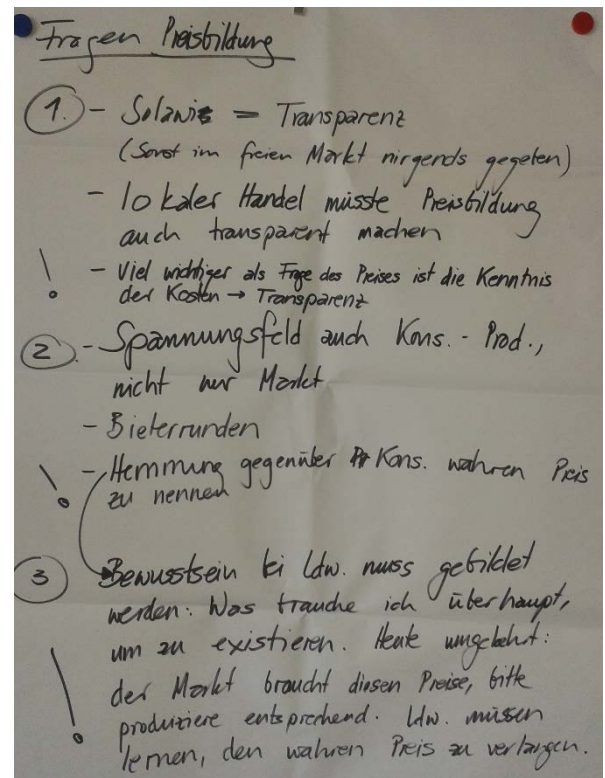 Fragen Preisbildung
1. - Solawis = Transparenz
(Sonst im freien Markt nirgends gegeben)
- lokaler Handel müsste Preisbildung
auch transparent machen
! - Viel wichtiger als Frage des Preises ist die Kenntnis
der Kosten → Transparenz
2. - Spannungsfeld auch Kons. - Prod.,
nicht nur Markt
- Bieterrunden
! - Hemmung gegenüber Kons. wahren Preis
zu nennen
3 Bewusstsein bei Ldw. muss gebildet
werden: Was brauche ich überhaupt,
um zu existieren. Heute umgekehrt:
! der Markt braucht diesen Preise, bitte
produziere entsprechend. Ldw. müssen
lernen, den wahren Preis zu verlangen.